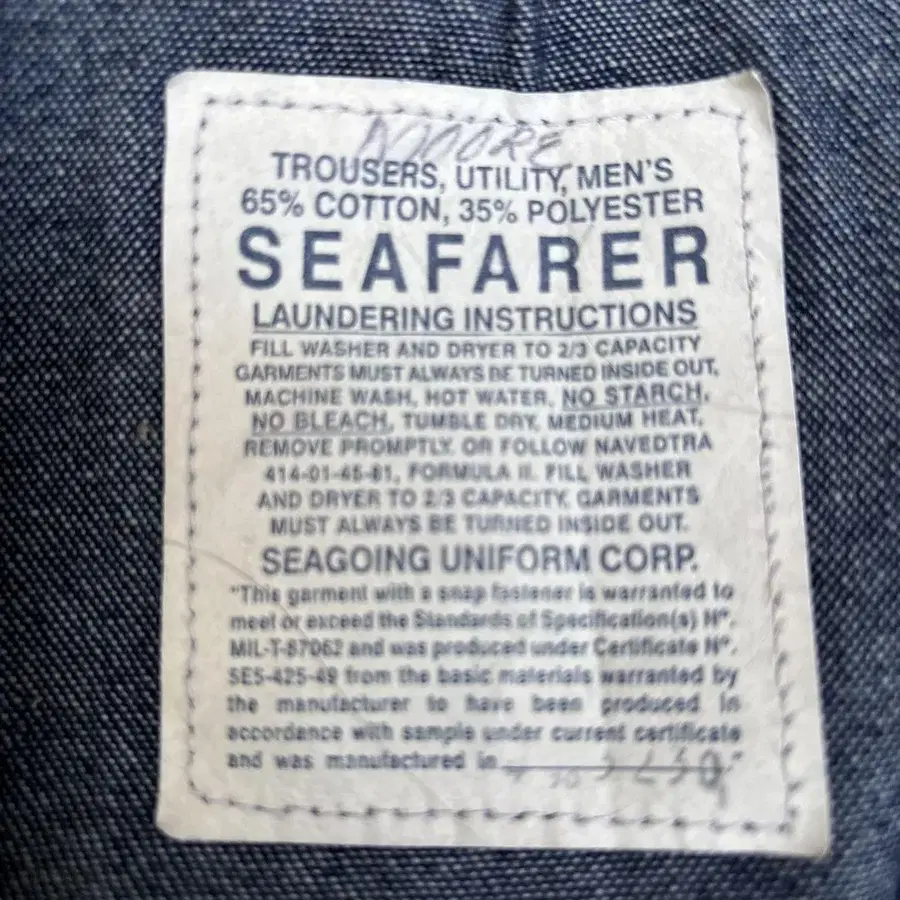 MOORE
TROUSERS, UTILITY, MEN'S
65% COTTON, 35% POLYESTER
SEAFARER
LAUNDERING INSTRUCTIONS
FILL WASHER AND DRYER TO 2/3 CAPACITY
GARMENTS MUST ALWAYS BE TURNED INSIDE OUT,
MACHINE WASH, HOT WATER, NO STARCH,
NO BLEACH, TUMBLE DRY, MEDIUM HEAT,
REMOVE PROMPTLY. OR FOLLOW NAVEDTRA
414-01-45-81, FORMULA II. FILL WASHER
AND DRYER TO 2/3 CAPACITY, GARMENTS
MUST ALWAYS BE TURNED INSIDE OUT.
SEAGOING UNIFORM CORP.
"This garment with a snap fastener is warranted to
meet or exceed the Standards of Specification(s) Nº.
MIL-T-87062 and was produced under Certificate Nº.
SE5-425-49 from the basic materials warranted by
the manufacturer to have been produced in
accordance with sample under current certificate
and was manufactured in